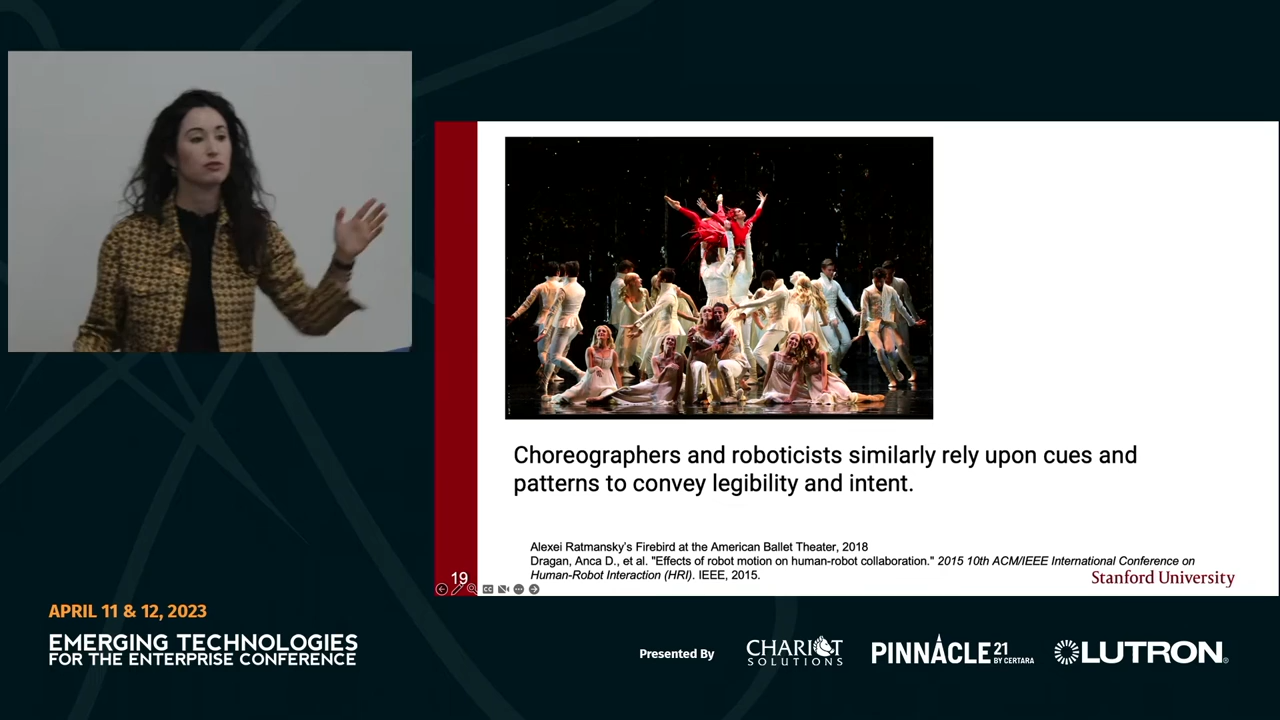 Choreographers and roboticists similarly rely upon cues and
patterns to convey legibility and intent.
Alexei Ratmansky's Firebird at the American Ballet Theater, 2018
Dragan, Anca D., et al. "Effects of robot motion on human-robot collaboration." 2015 10th ACM/IEEE International Conference on
Human-Robot Interaction (HRI). IEEE, 2015.
19
Stanford University
APRIL 11 & 12, 2023
EMERGING TECHNOLOGIES
FOR THE ENTERPRISE CONFERENCE
Presented By
CHARIOT
SOLUTIONS
PINNACLE 21
BY CERTARA
LUTRON®